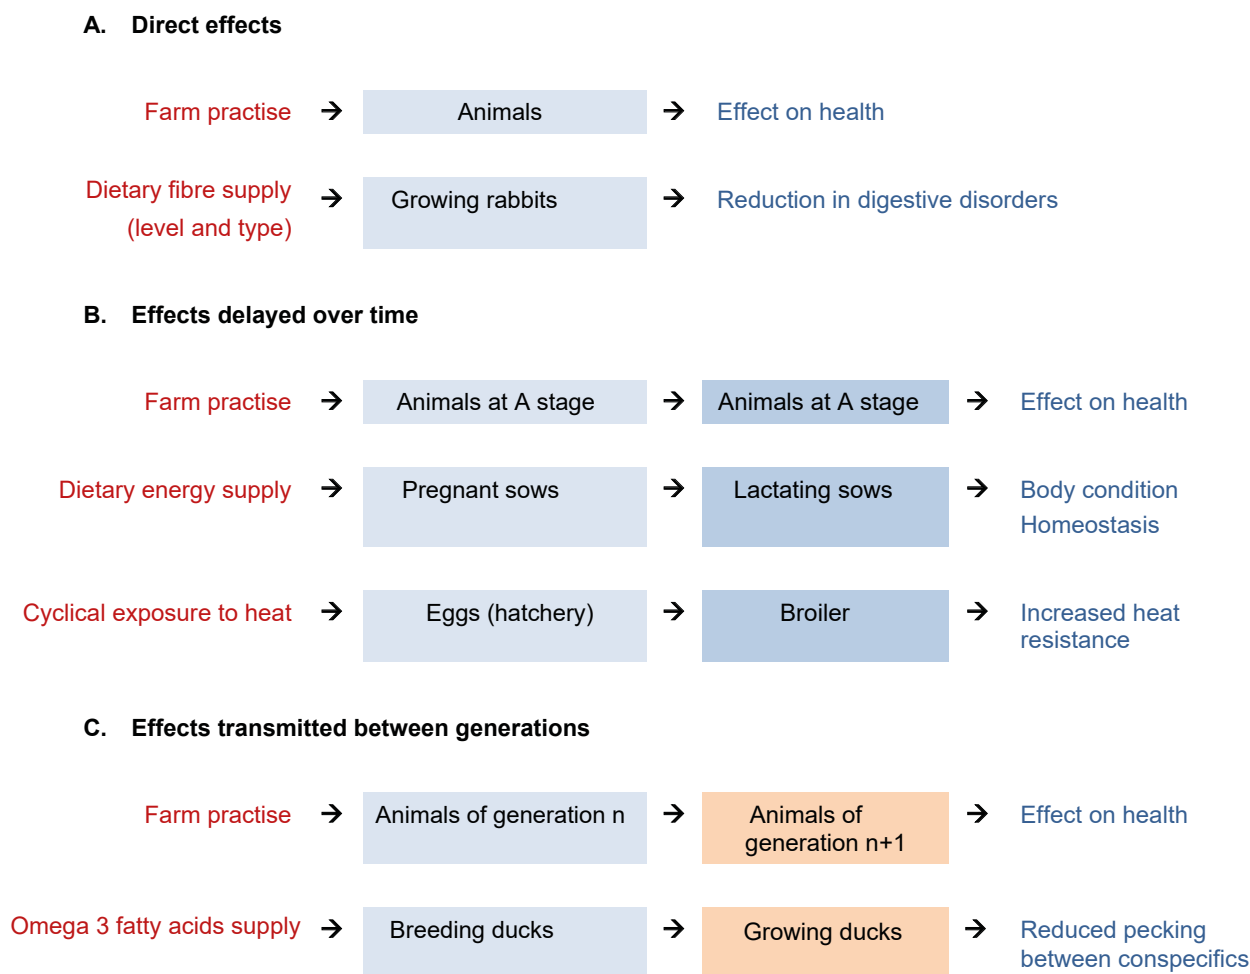 A. Direct effects
Farm practise → Animals → Effect on health
Dietary fibre supply
(level and type) → Growing rabbits → Reduction in digestive disorders
B. Effects delayed over time
Farm practise → Animals at A stage → Animals at A stage → Effect on health
Dietary energy supply → Pregnant sows → Lactating sows → Body condition
Homeostasis
Cyclical exposure to heat → Eggs (hatchery) → Broiler → Increased heat
resistance
C. Effects transmitted between generations
Farm practise → Animals of generation n → Animals of
generation n+1 → Effect on health
Omega 3 fatty acids supply → Breeding ducks → Growing ducks → Reduced pecking
between conspecifics